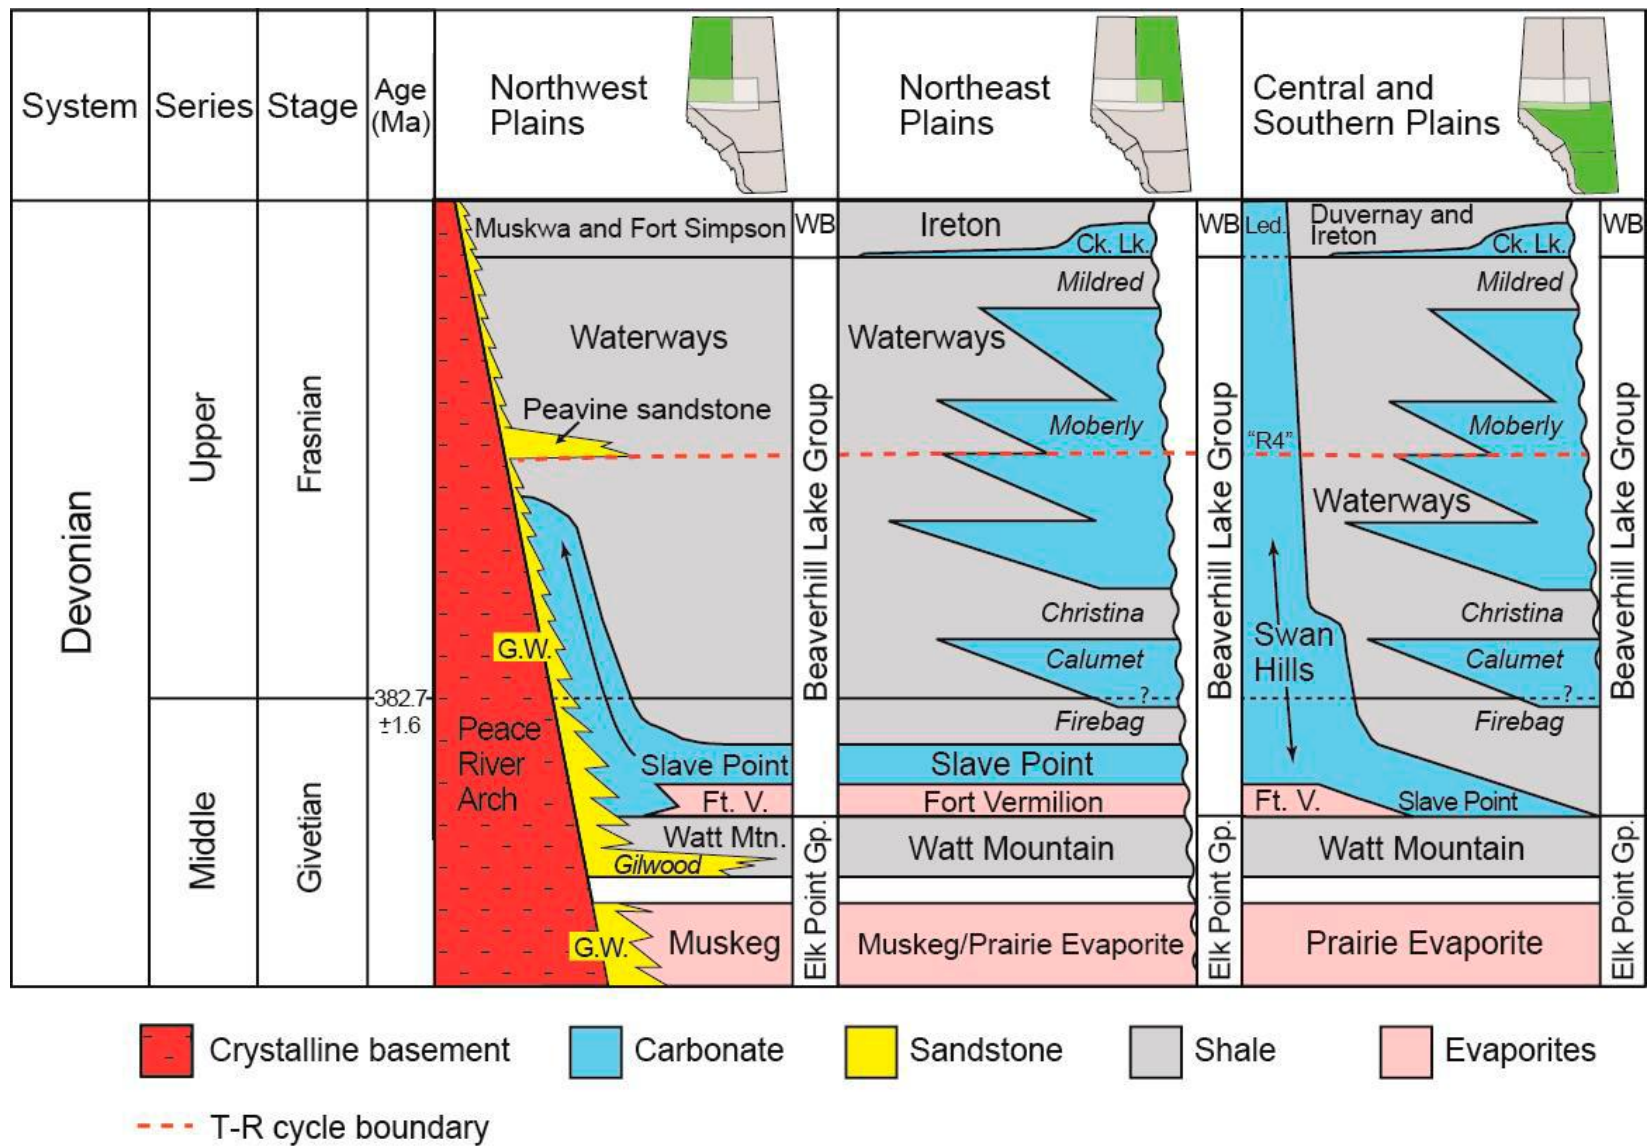 System
Series
Stage
Age
(Ma)
Northwest
Plains
Northeast
Plains
Central and
Southern Plains
Devonian
Upper
Middle
Frasnian
Givetian
382.7
±1.6
Muskwa and Fort Simpson
WB
Waterways
Peavine sandstone
G.W.
Peace
River
Arch
Slave Point
Ft. V.
Watt Mtn.
Gilwood
G.W.
Muskeg
Beaverhill Lake Group
Elk Point Gp.
Ireton
Ck. Lk.
WB
Mildred
Waterways
Moberly
Christina
Calumet
?
Firebag
Slave Point
Fort Vermilion
Watt Mountain
Muskeg/Prairie Evaporite
Beaverhill Lake Group
Elk Point Gp.
Led.
Duvernay and
Ireton
Ck. Lk.
WB
Mildred
Moberly
"R4"
Waterways
Christina
Swan
Hills
Calumet
?
Firebag
Ft. V.
Slave Point
Watt Mountain
Prairie Evaporite
Beaverhill Lake Group
Elk Point Gp.
Crystalline basement
Carbonate
Sandstone
Shale
Evaporites
T-R cycle boundary